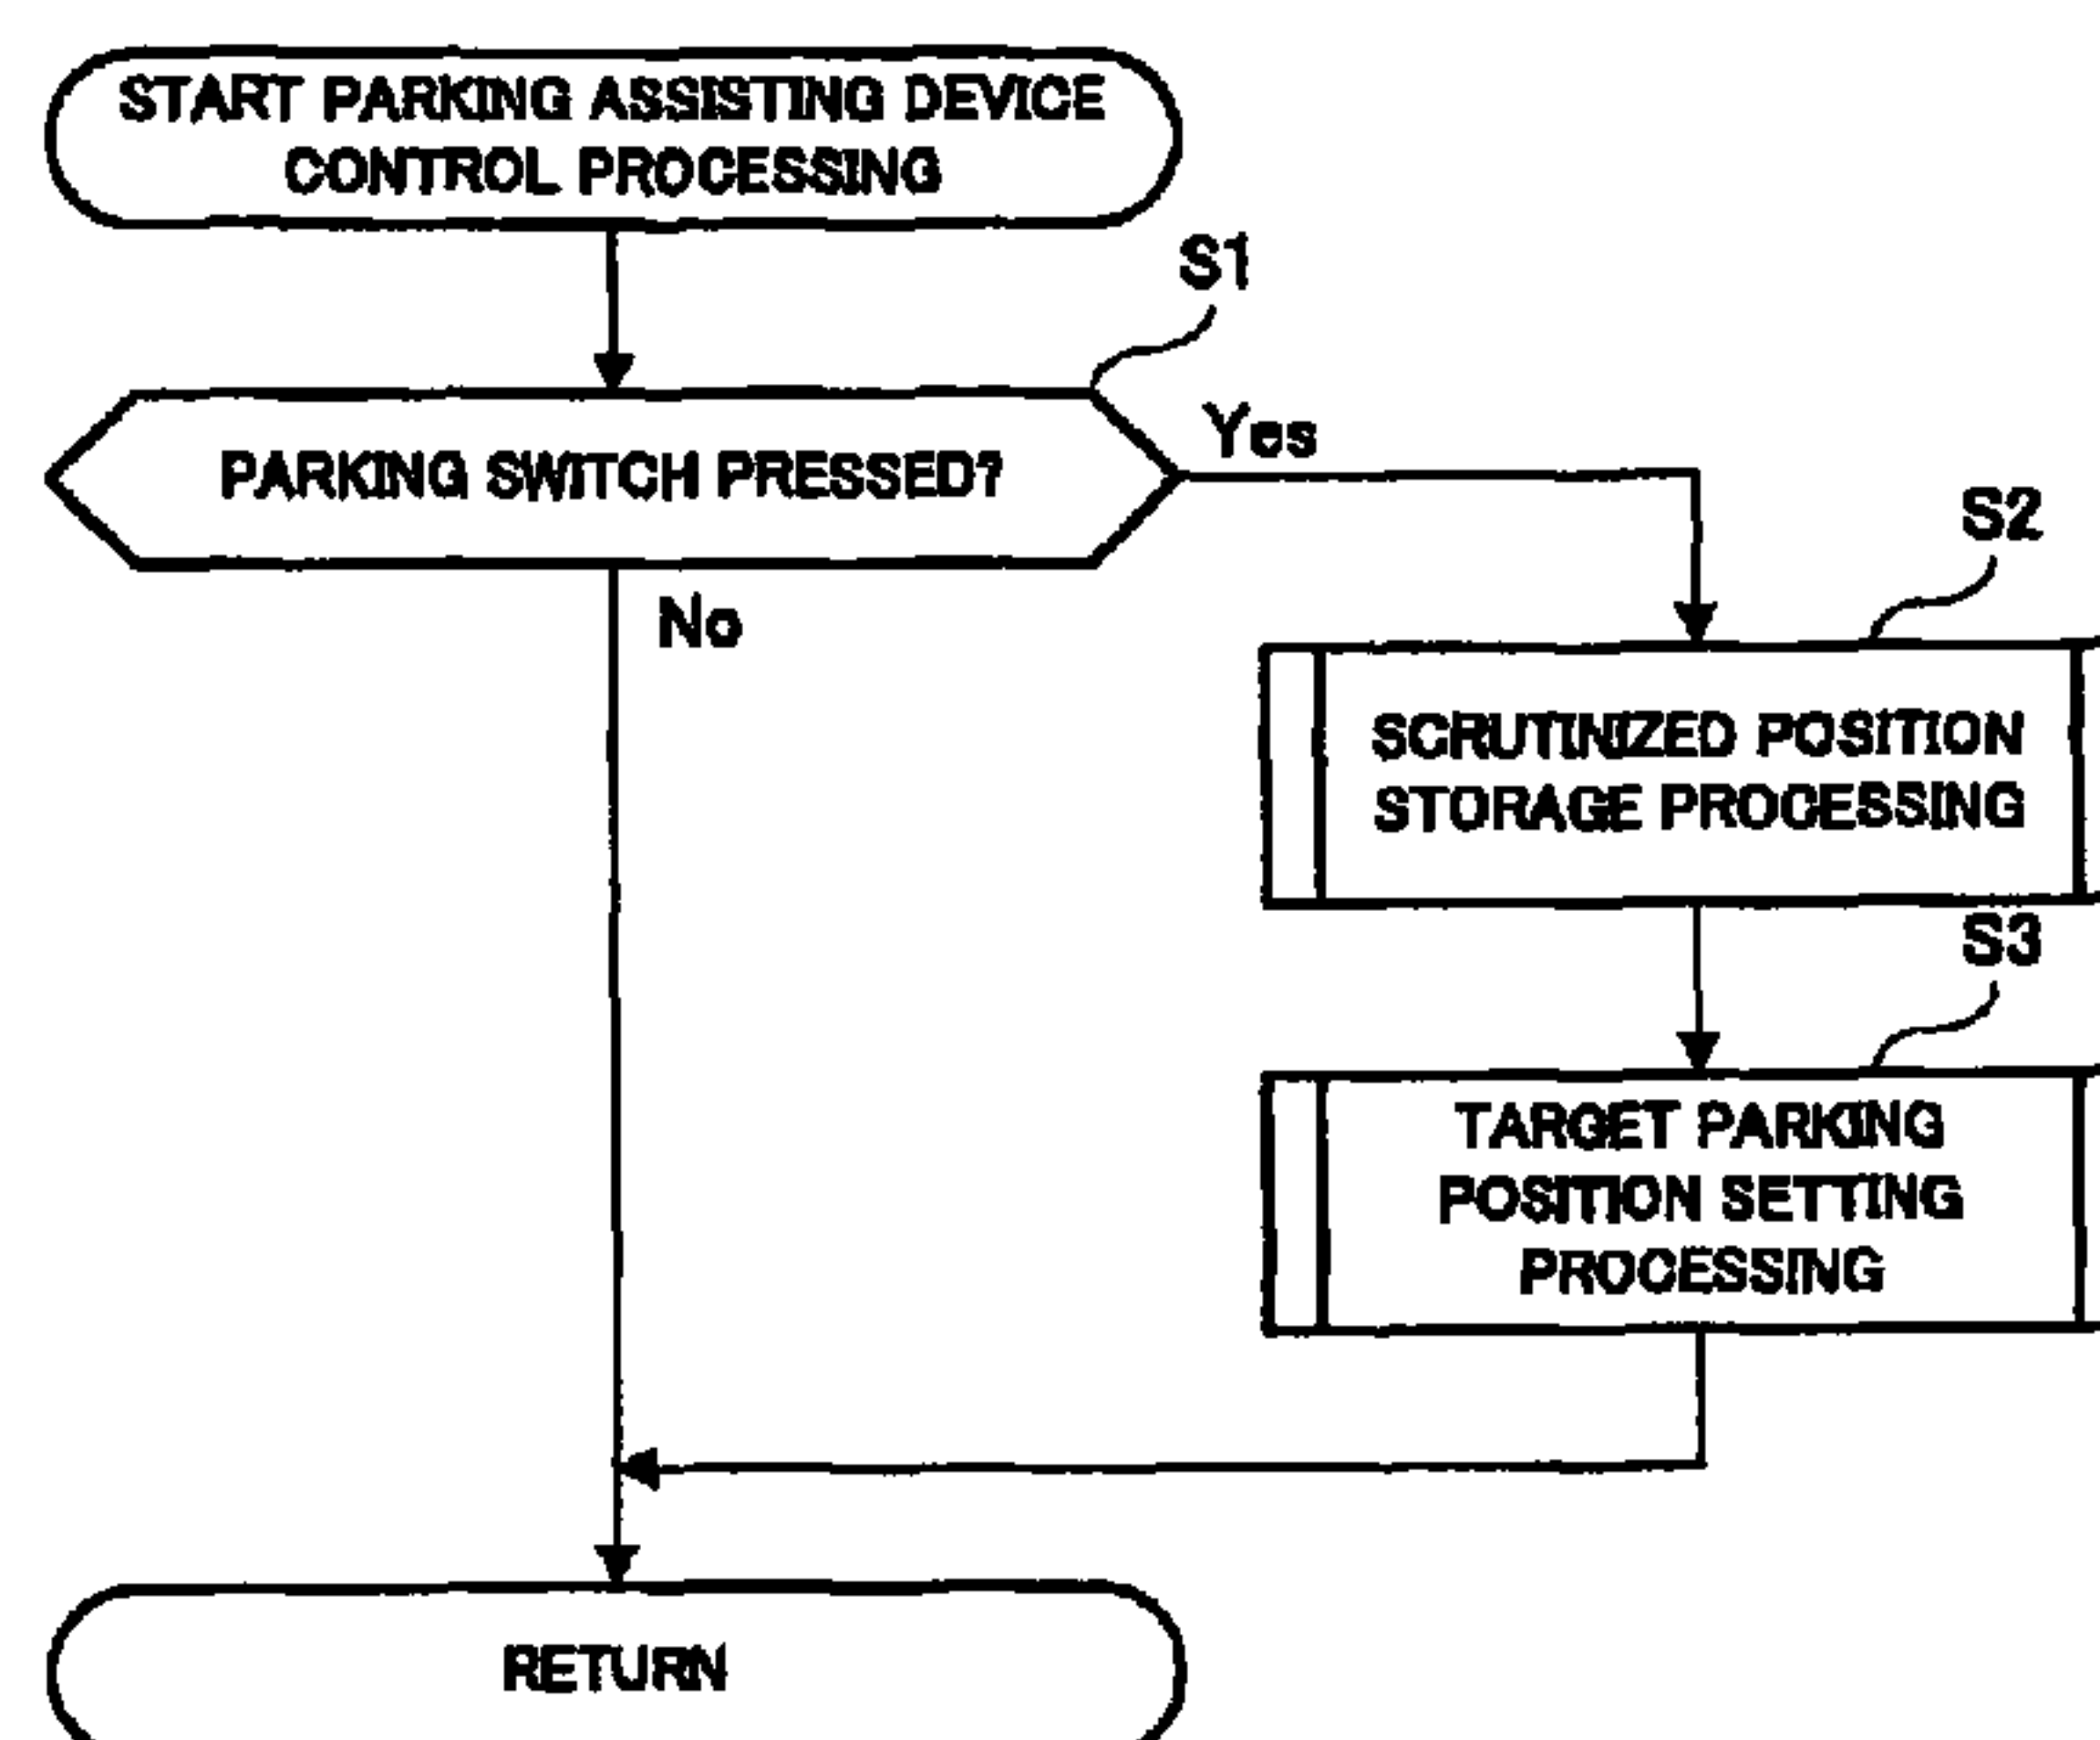 START PARKING ASSISTING DEVICE
CONTROL PROCESSING
S1
PARKING SWITCH PRESSED?
Yes
No
S2
SCRUTINIZED POSITION
STORAGE PROCESSING
S3
TARGET PARKING
POSITION SETTING
PROCESSING
RETURN